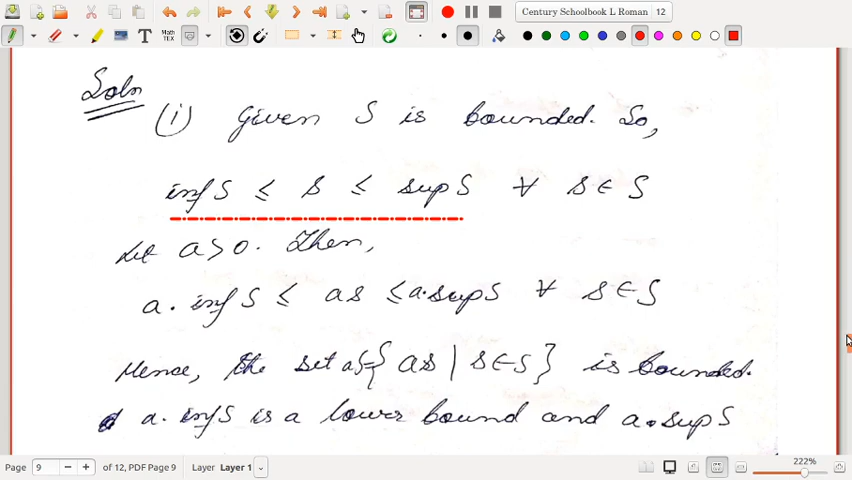 Century Schoolbook L Roman 12
Math TEX
Soln
(i) Given S is bounded. So,
inf S ≤ s ≤ sup S ∀ s ∈ S
Let a>0. Then,
a. inf S ≤ as ≤ a. sup S ∀ s ∈ S
Hence, the set aS={ as | s ∈ S } is bounded.
a. inf S is a lower bound and a. sup S
Page 9 of 12, PDF Page 9 Layer Layer 1 222%